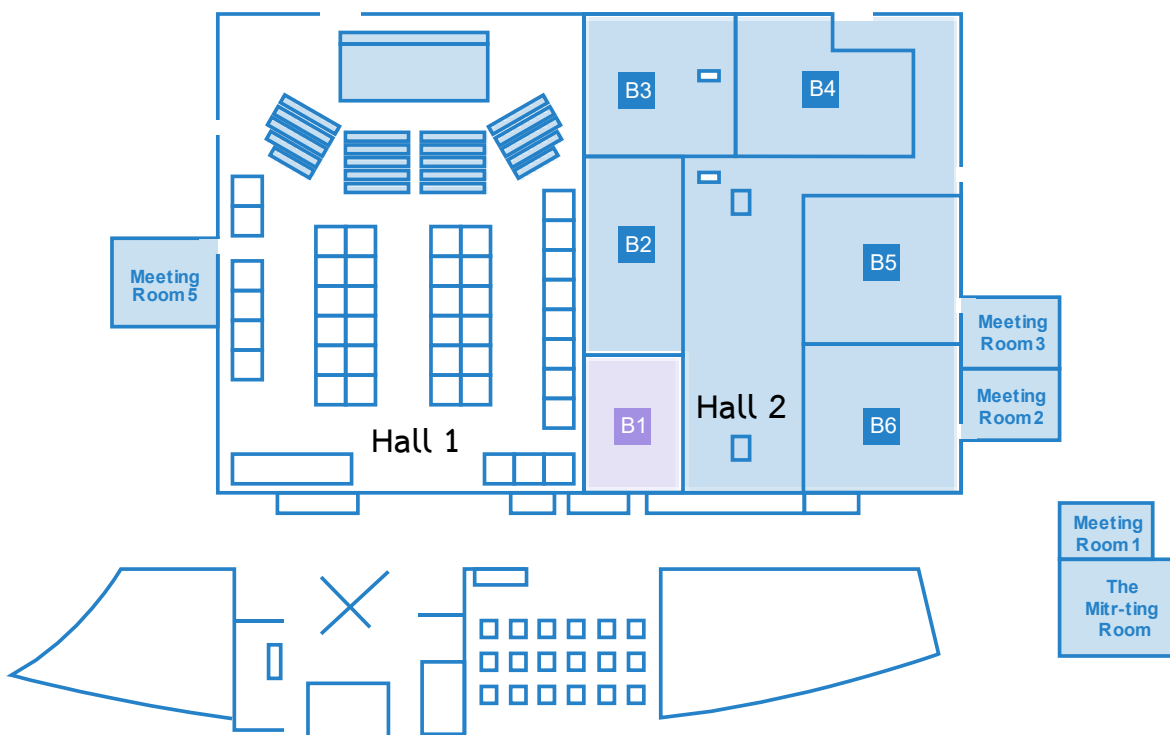 B3
B4
B2
B5
Meeting
Room 5
Meeting
Room 3
Meeting
Room 2
B1
Hall 2
B6
Hall 1
Meeting
Room 1
The
Mitr-ting
Room